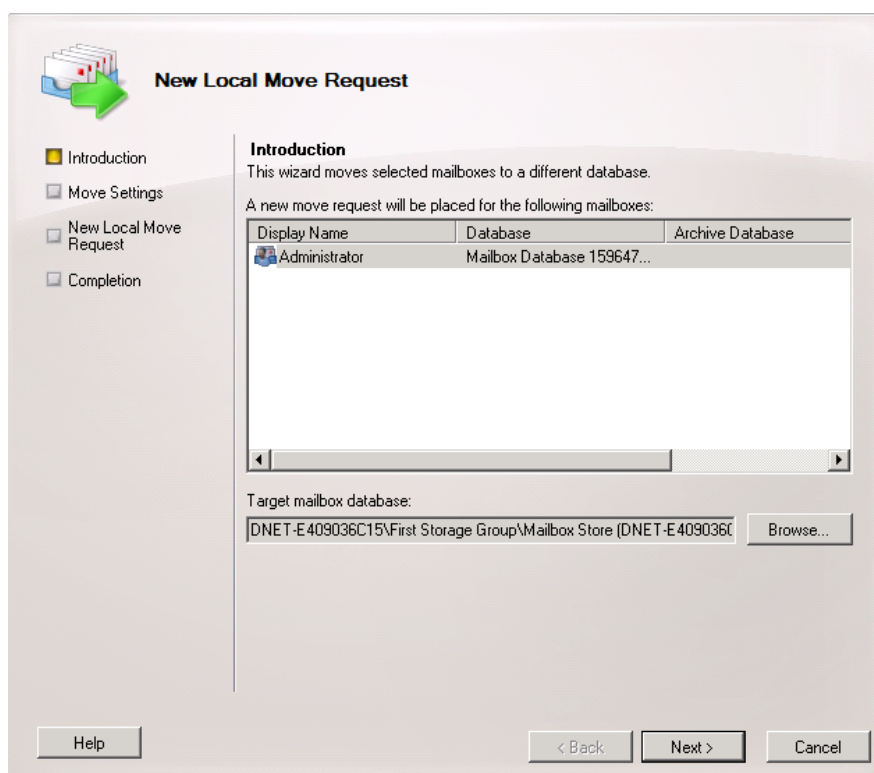 New Local Move Request
Introduction
Move Settings
New Local Move
Request
Completion
Introduction
This wizard moves selected mailboxes to a different database.
A new move request will be placed for the following mailboxes:
Display Name Database Archive Database
Administrator Mailbox Database 159647...
Target mailbox database:
DNET-E409036C15\First Storage Group\Mailbox Store (DNET-E409036C Browse...
Help < Back Next > Cancel